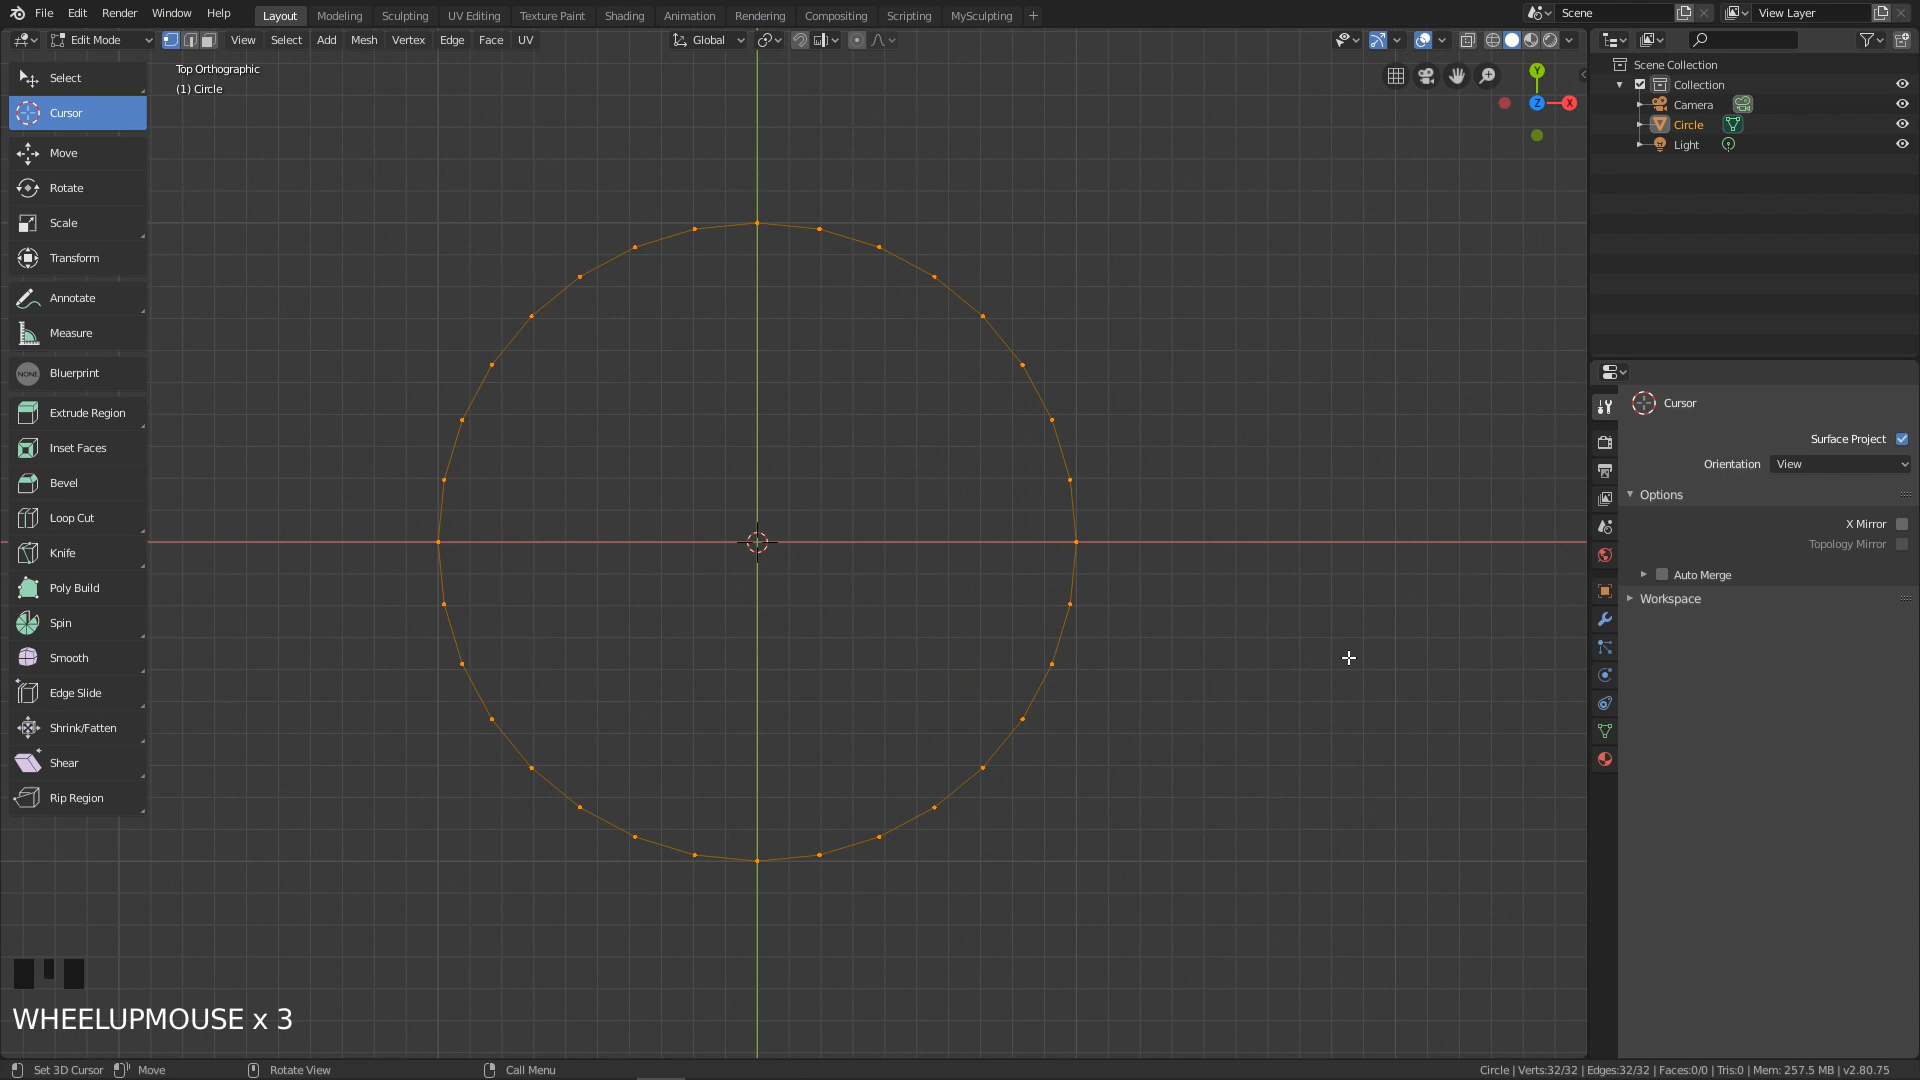 File Edit Render Window Help Layout Modeling Sculpting UV Editing Texture Paint Shading Animation Rendering Compositing Scripting MySculpting + Scene View Layer
Edit Mode View Select Add Mesh Vertex Edge Face UV Global
Top Orthographic
(1) Circle
Select
Cursor
Move
Rotate
Scale
Transform
Annotate
Measure
NONE Bluerprint
Extrude Region
Inset Faces
Bevel
Loop Cut
Knife
Poly Build
Spin
Smooth
Edge Slide
Shrink/Fatten
Shear
Rip Region
Y
Z X
Scene Collection
Collection
Camera
Circle
Light
Cursor
Surface Project
Orientation View
Options
X Mirror
Topology Mirror
Auto Merge
Workspace
WHEELUPMOUSE x 3
Set 3D Cursor Move Rotate View Call Menu Circle | Verts:32/32 | Edges:32/32 | Faces:0/0 | Tris:0 | Mem: 257.5 MB | v2.80.75